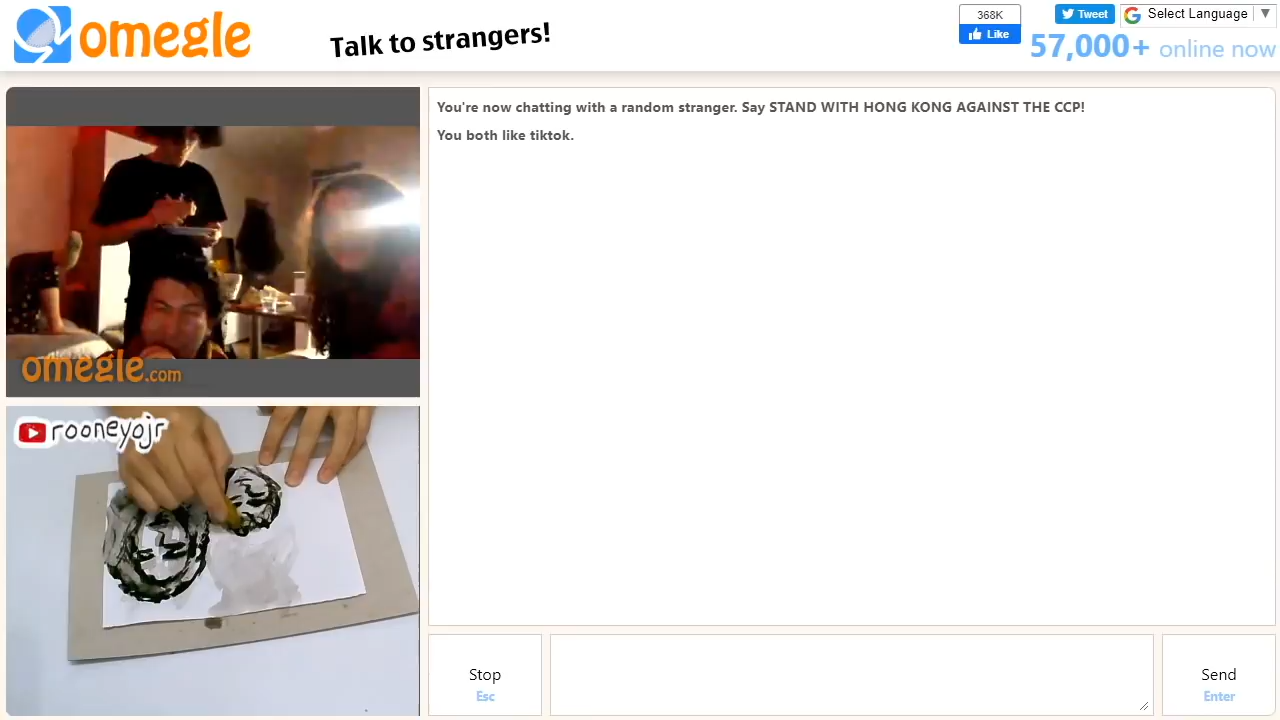 omegle
Talk to strangers!
368K
Like
Tweet
Select Language
57,000+ online now
You're now chatting with a random stranger. Say STAND WITH HONG KONG AGAINST THE CCP!
You both like tiktok.
omegle.com
rooneyojr
Stop
Esc
Send
Enter